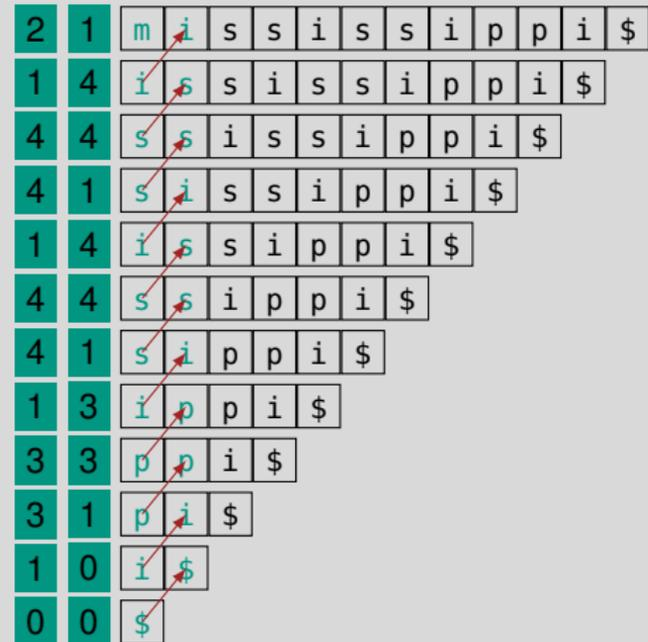 2 1 m i s s i s s i p p i $
1 4 i s s i s s i p p i $
4 4 s s i s s i p p i $
4 1 s i s s i p p i $
1 4 i s s i p p i $
4 4 s s i p p i $
4 1 s i p p i $
1 3 i p p i $
3 3 p p i $
3 1 p i $
1 0 i $
0 0 $